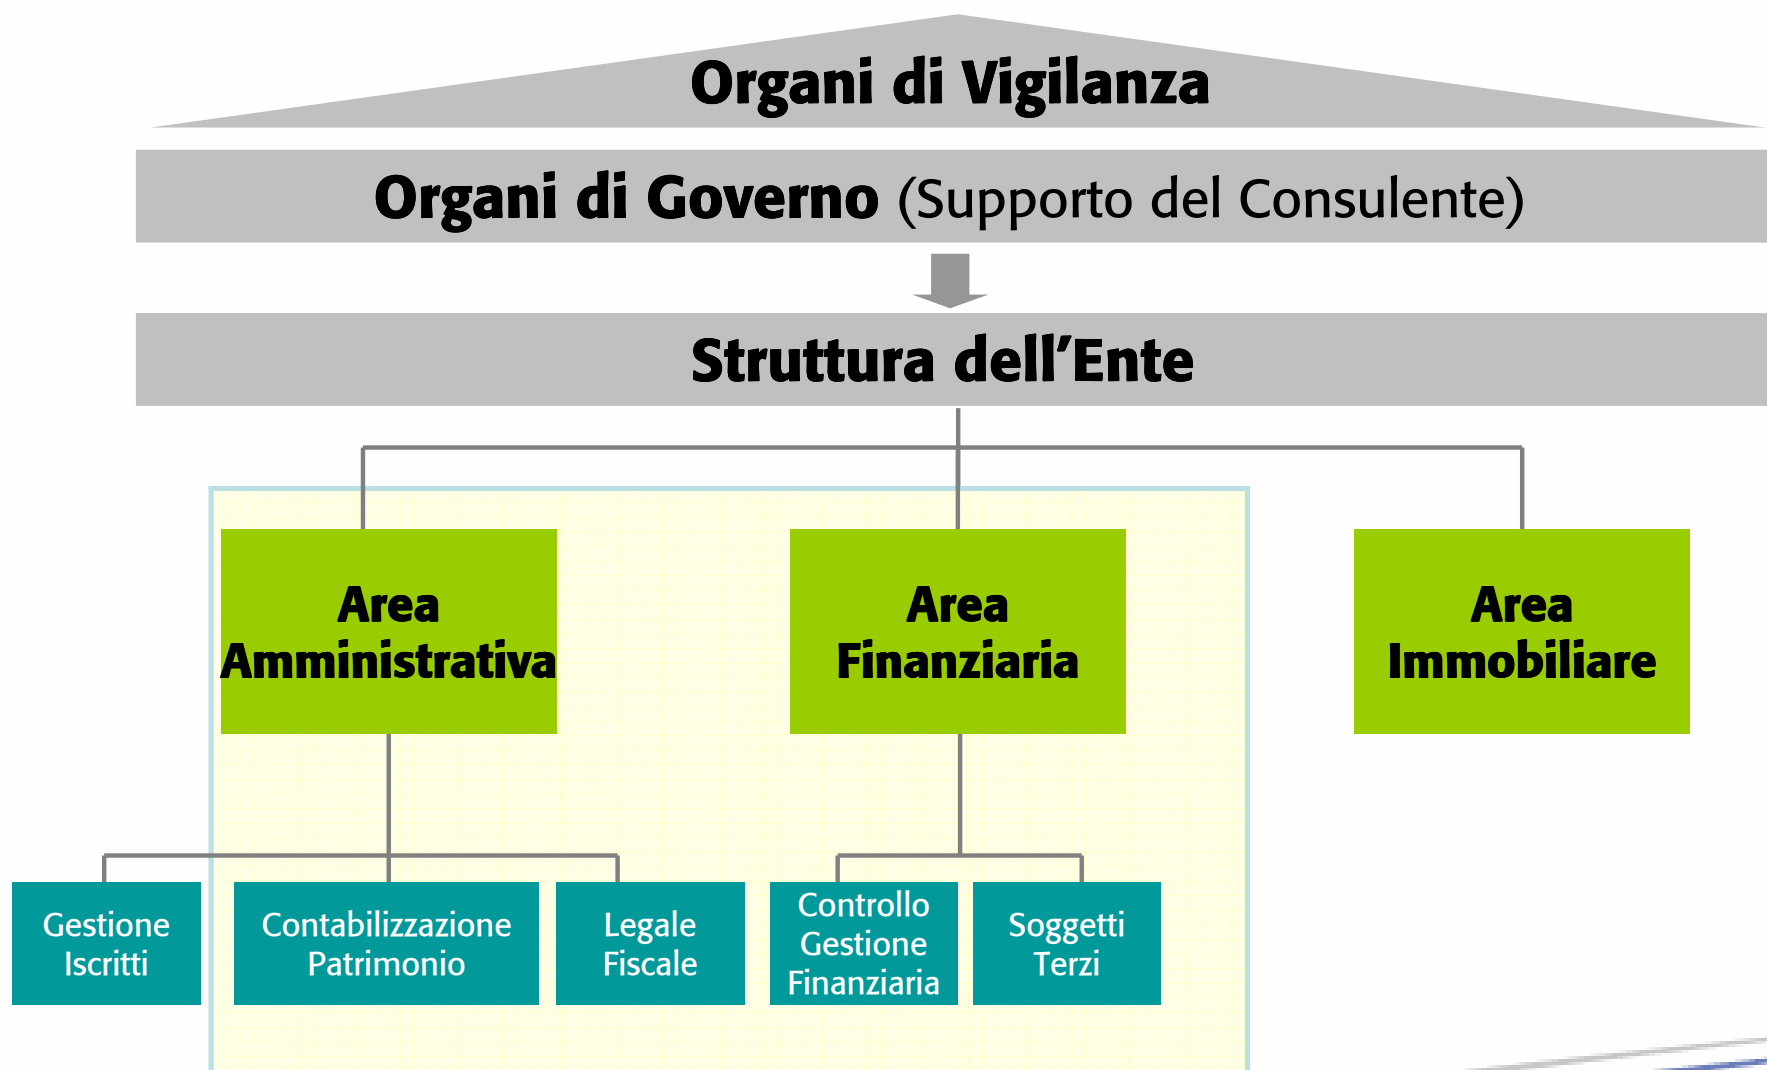 Organi di Vigilanza
Organi di Governo (Supporto del Consulente)
Struttura dell’Ente
Area
Amministrativa
Area
Finanziaria
Area
Immobiliare
Gestione
Iscritti
Contabilizzazione
Patrimonio
Legale
Fiscale
Controllo
Gestione
Finanziaria
Soggetti
Terzi